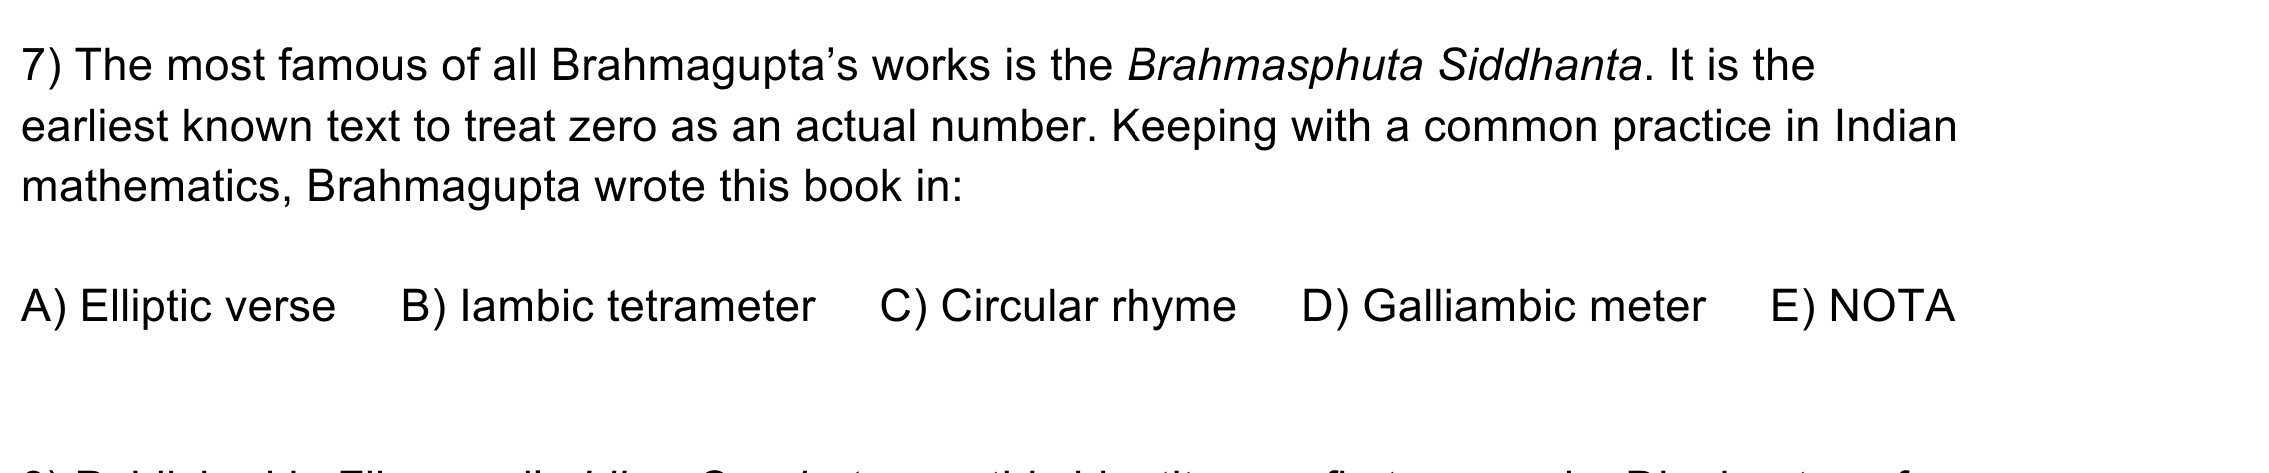 7) The most famous of all Brahmagupta’s works is the Brahmasphuta Siddhanta. It is the
earliest known text to treat zero as an actual number. Keeping with a common practice in Indian
mathematics, Brahmagupta wrote this book in:
A) Elliptic verse B) Iambic tetrameter C) Circular rhyme D) Galliambic meter E) NOTA